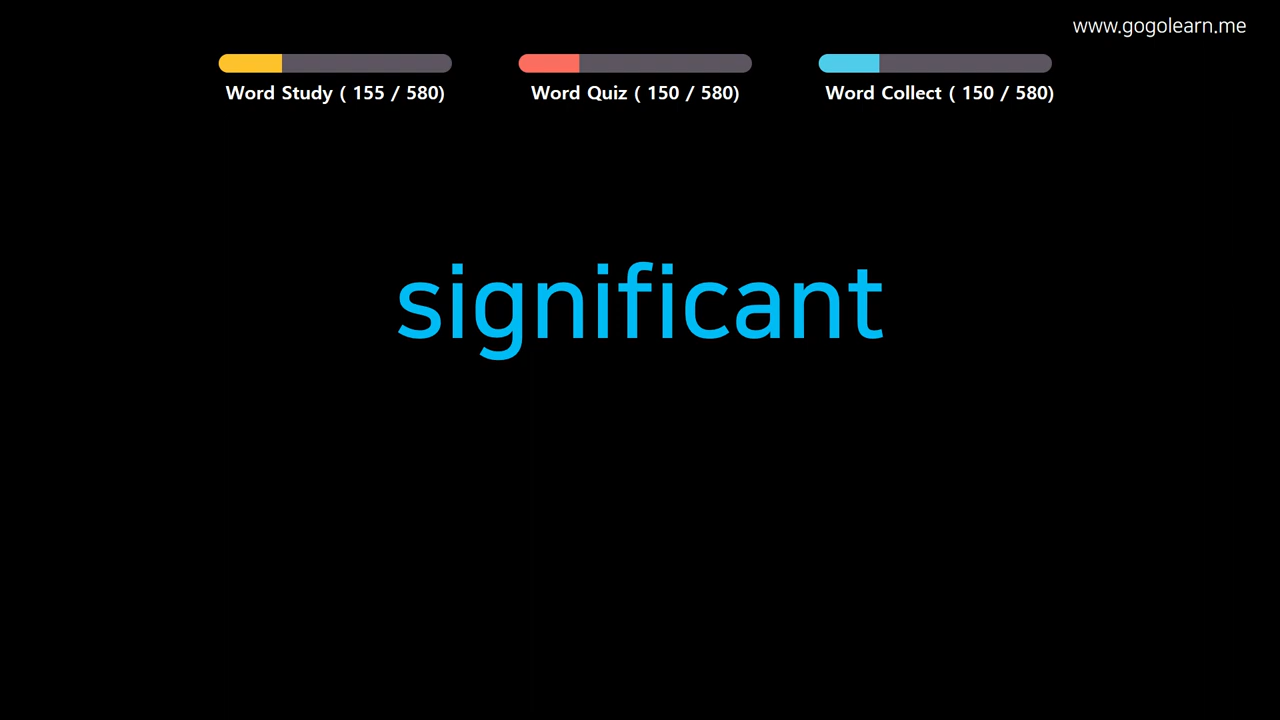 www.gogolearn.me
Word Study ( 155 / 580)
Word Quiz ( 150 / 580)
Word Collect ( 150 / 580)
significant